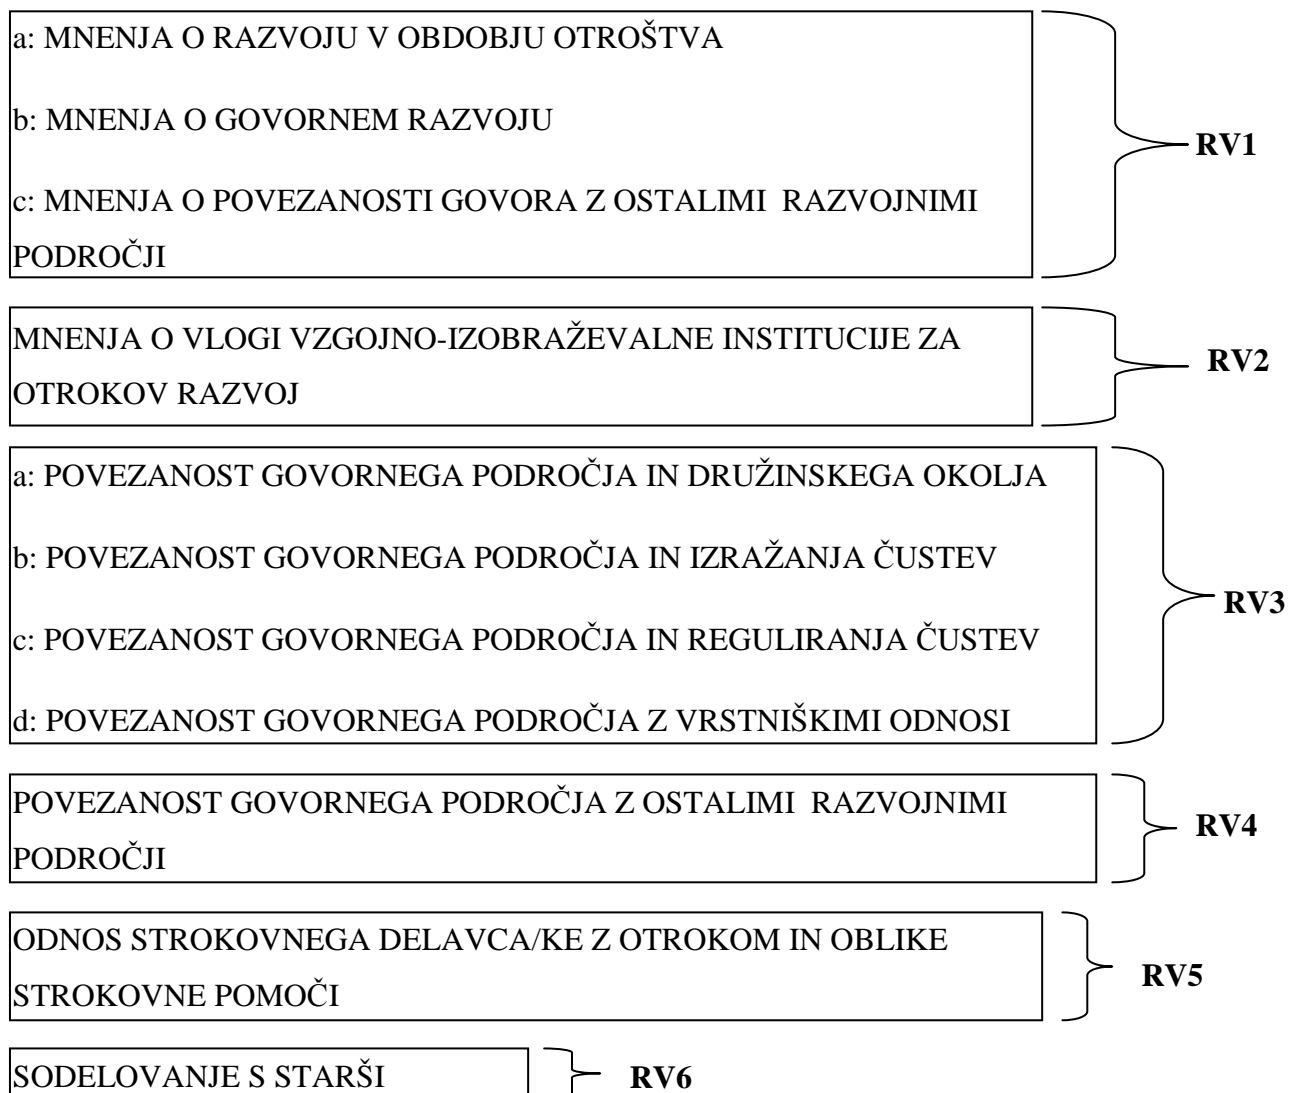 a: MNENJA O RAZVOJU V OBDOBJU OTROŠTVA
b: MNENJA O GOVORNEM RAZVOJU
c: MNENJA O POVEZANOSTI GOVORA Z OSTALIMI RAZVOJNIMI
PODROČJI
RV1
MNENJA O VLOGI VZGOJNO-IZOBRAŽEVALNE INSTITUCIJE ZA
OTROKOV RAZVOJ
RV2
a: POVEZANOST GOVORNEGA PODROČJA IN DRUŽINSKEGA OKOLJA
b: POVEZANOST GOVORNEGA PODROČJA IN IZRAŽANJA ČUSTEV
c: POVEZANOST GOVORNEGA PODROČJA IN REGULIRANJA ČUSTEV
d: POVEZANOST GOVORNEGA PODROČJA Z VRSTNIŠKIMI ODNOSI
RV3
POVEZANOST GOVORNEGA PODROČJA Z OSTALIMI RAZVOJNIMI
PODROČJI
RV4
ODNOS STROKOVNEGA DELAVCA/KE Z OTROKOM IN OBLIKE
STROKOVNE POMOČI
RV5
SODELOVANJE S STARŠI
RV6